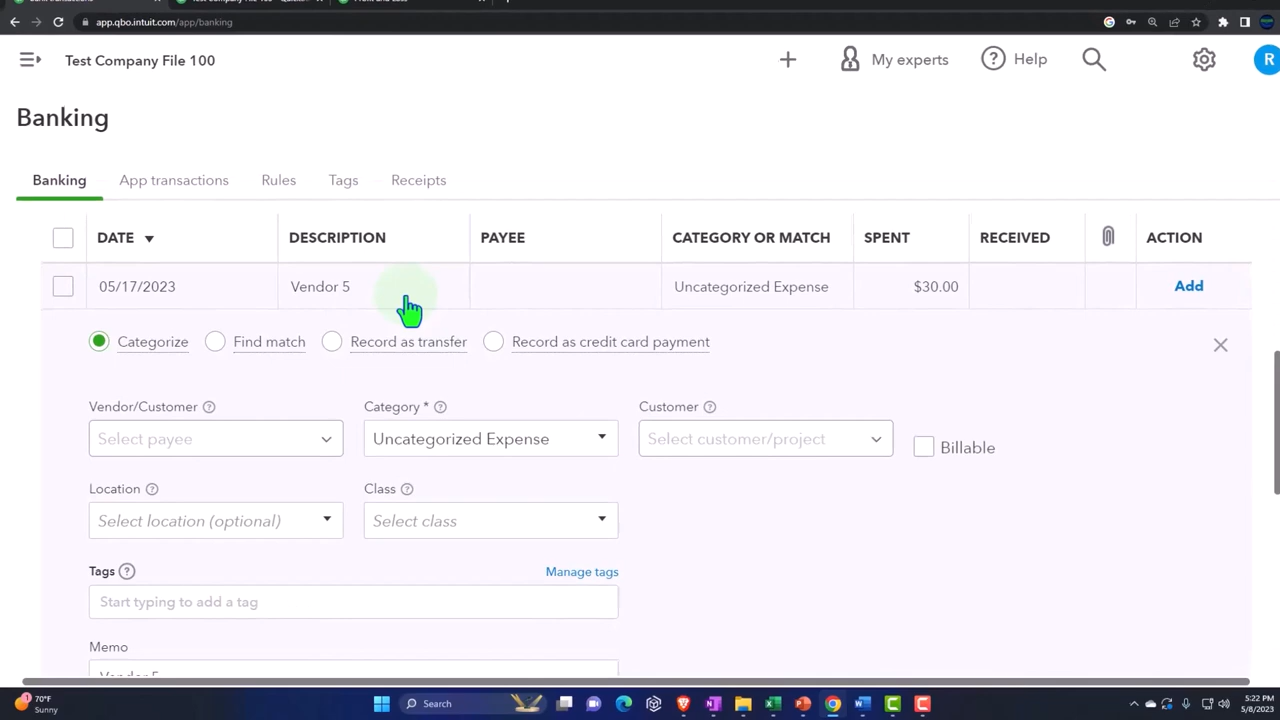 app.qbo.intuit.com/app/banking
Test Company File 100
My experts
Help
R
Banking
Banking App transactions Rules Tags Receipts
DATE DESCRIPTION PAYEE CATEGORY OR MATCH SPENT RECEIVED ACTION
05/17/2023 Vendor 5 Uncategorized Expense $30.00 Add
Categorize Find match Record as transfer Record as credit card payment
Vendor/Customer Category * Customer
Select payee Uncategorized Expense Select customer/project Billable
Location Class
Select location (optional) Select class
Tags Manage tags
Start typing to add a tag
Memo
Vendor 5
70°F
Sunny
Search
5:22 PM
5/8/2023